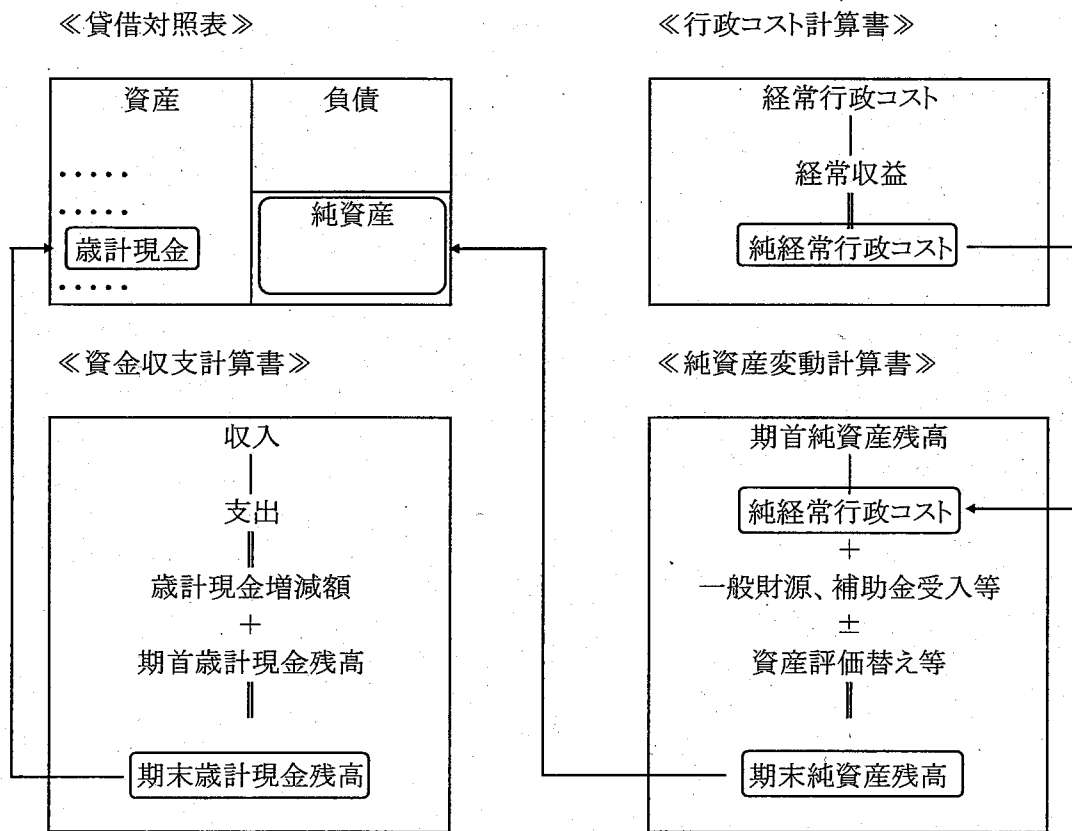 ≪貸借対照表≫
資産
負債
・・・・・
・・・・・
純資産
歳計現金
・・・・・
≪行政コスト計算書≫
経常行政コスト
経常収益
純経常行政コスト
≪資金収支計算書≫
収入
支出
歳計現金増減額
+
期首歳計現金残高
期末歳計現金残高
≪純資産変動計算書≫
期首純資産残高
純経常行政コスト
+
一般財源、補助金受入等
±
資産評価替え等
期末純資産残高